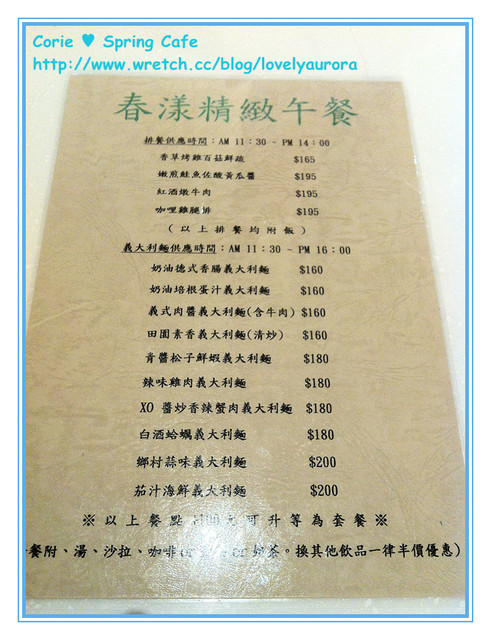 Corie ♥ Spring Cafe
http://www.wretch.cc/blog/lovelyaurora
春漾精緻午餐
排餐供應時間：AM 11：30 ~ PM 14：00
香草烤雞百菇鮮蔬 $165
嫩煎鮭魚佐酸黃瓜醬 $195
紅酒燉牛肉 $195
咖哩雞腿排 $195
(以上排餐均附飯)
義大利麵供應時間：AM 11：30 ~ PM 16：00
奶油德式香腸義大利麵 $160
奶油培根蛋汁義大利麵 $160
義式肉醬義大利麵(含牛肉) $160
田園素香義大利麵(清炒) $160
青醬松子鮮蝦義大利麵 $180
辣味雞肉義大利麵 $180
XO 醬炒香辣蟹肉義大利麵 $180
白酒蛤蠣義大利麵 $180
鄉村蒜味義大利麵 $200
茄汁海鮮義大利麵 $200
※以上餐點 元可升等為套餐※
餐附、湯、沙拉、咖啡or or 奶茶。換其他飲品一律半價優惠)